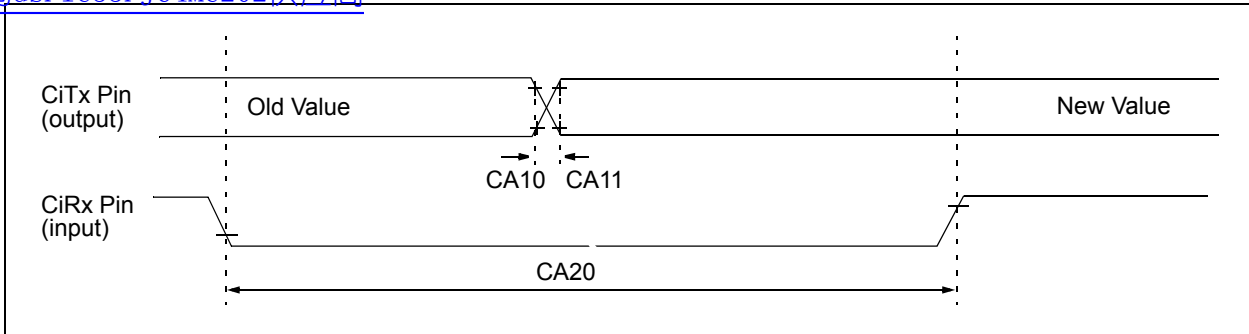 CiTx Pin
(output)
Old Value
New Value
CA10 CA11
CiRx Pin
(input)
CA20